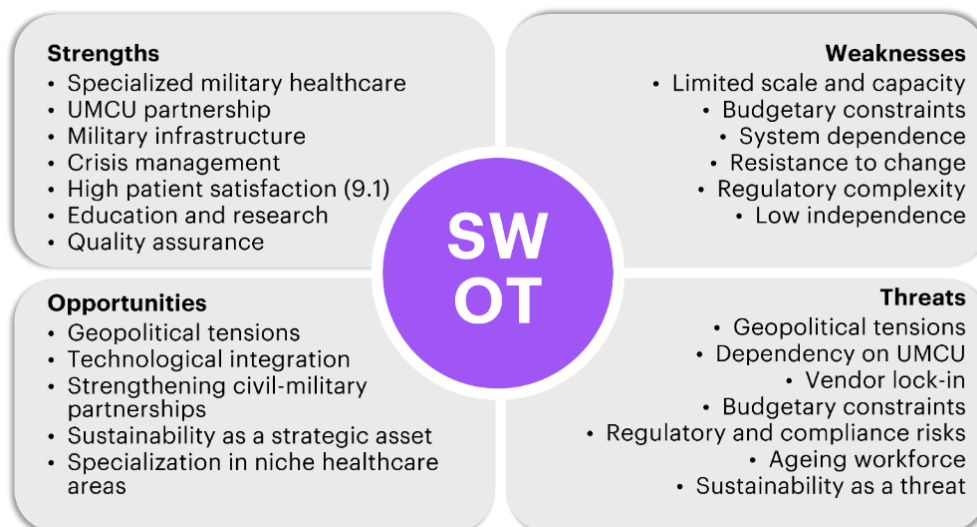 Strengths
• Specialized military healthcare
• UMCU partnership
• Military infrastructure
• Crisis management
• High patient satisfaction (9.1)
• Education and research
• Quality assurance
Weaknesses
• Limited scale and capacity
• Budgetary constraints
• System dependence
• Resistance to change
• Regulatory complexity
• Low independence
SW
OT
Opportunities
• Geopolitical tensions
• Technological integration
• Strengthening civil-military
partnerships
• Sustainability as a strategic asset
• Specialization in niche healthcare
areas
Threats
• Geopolitical tensions
• Dependency on UMCU
• Vendor lock-in
• Budgetary constraints
• Regulatory and compliance risks
• Ageing workforce
• Sustainability as a threat